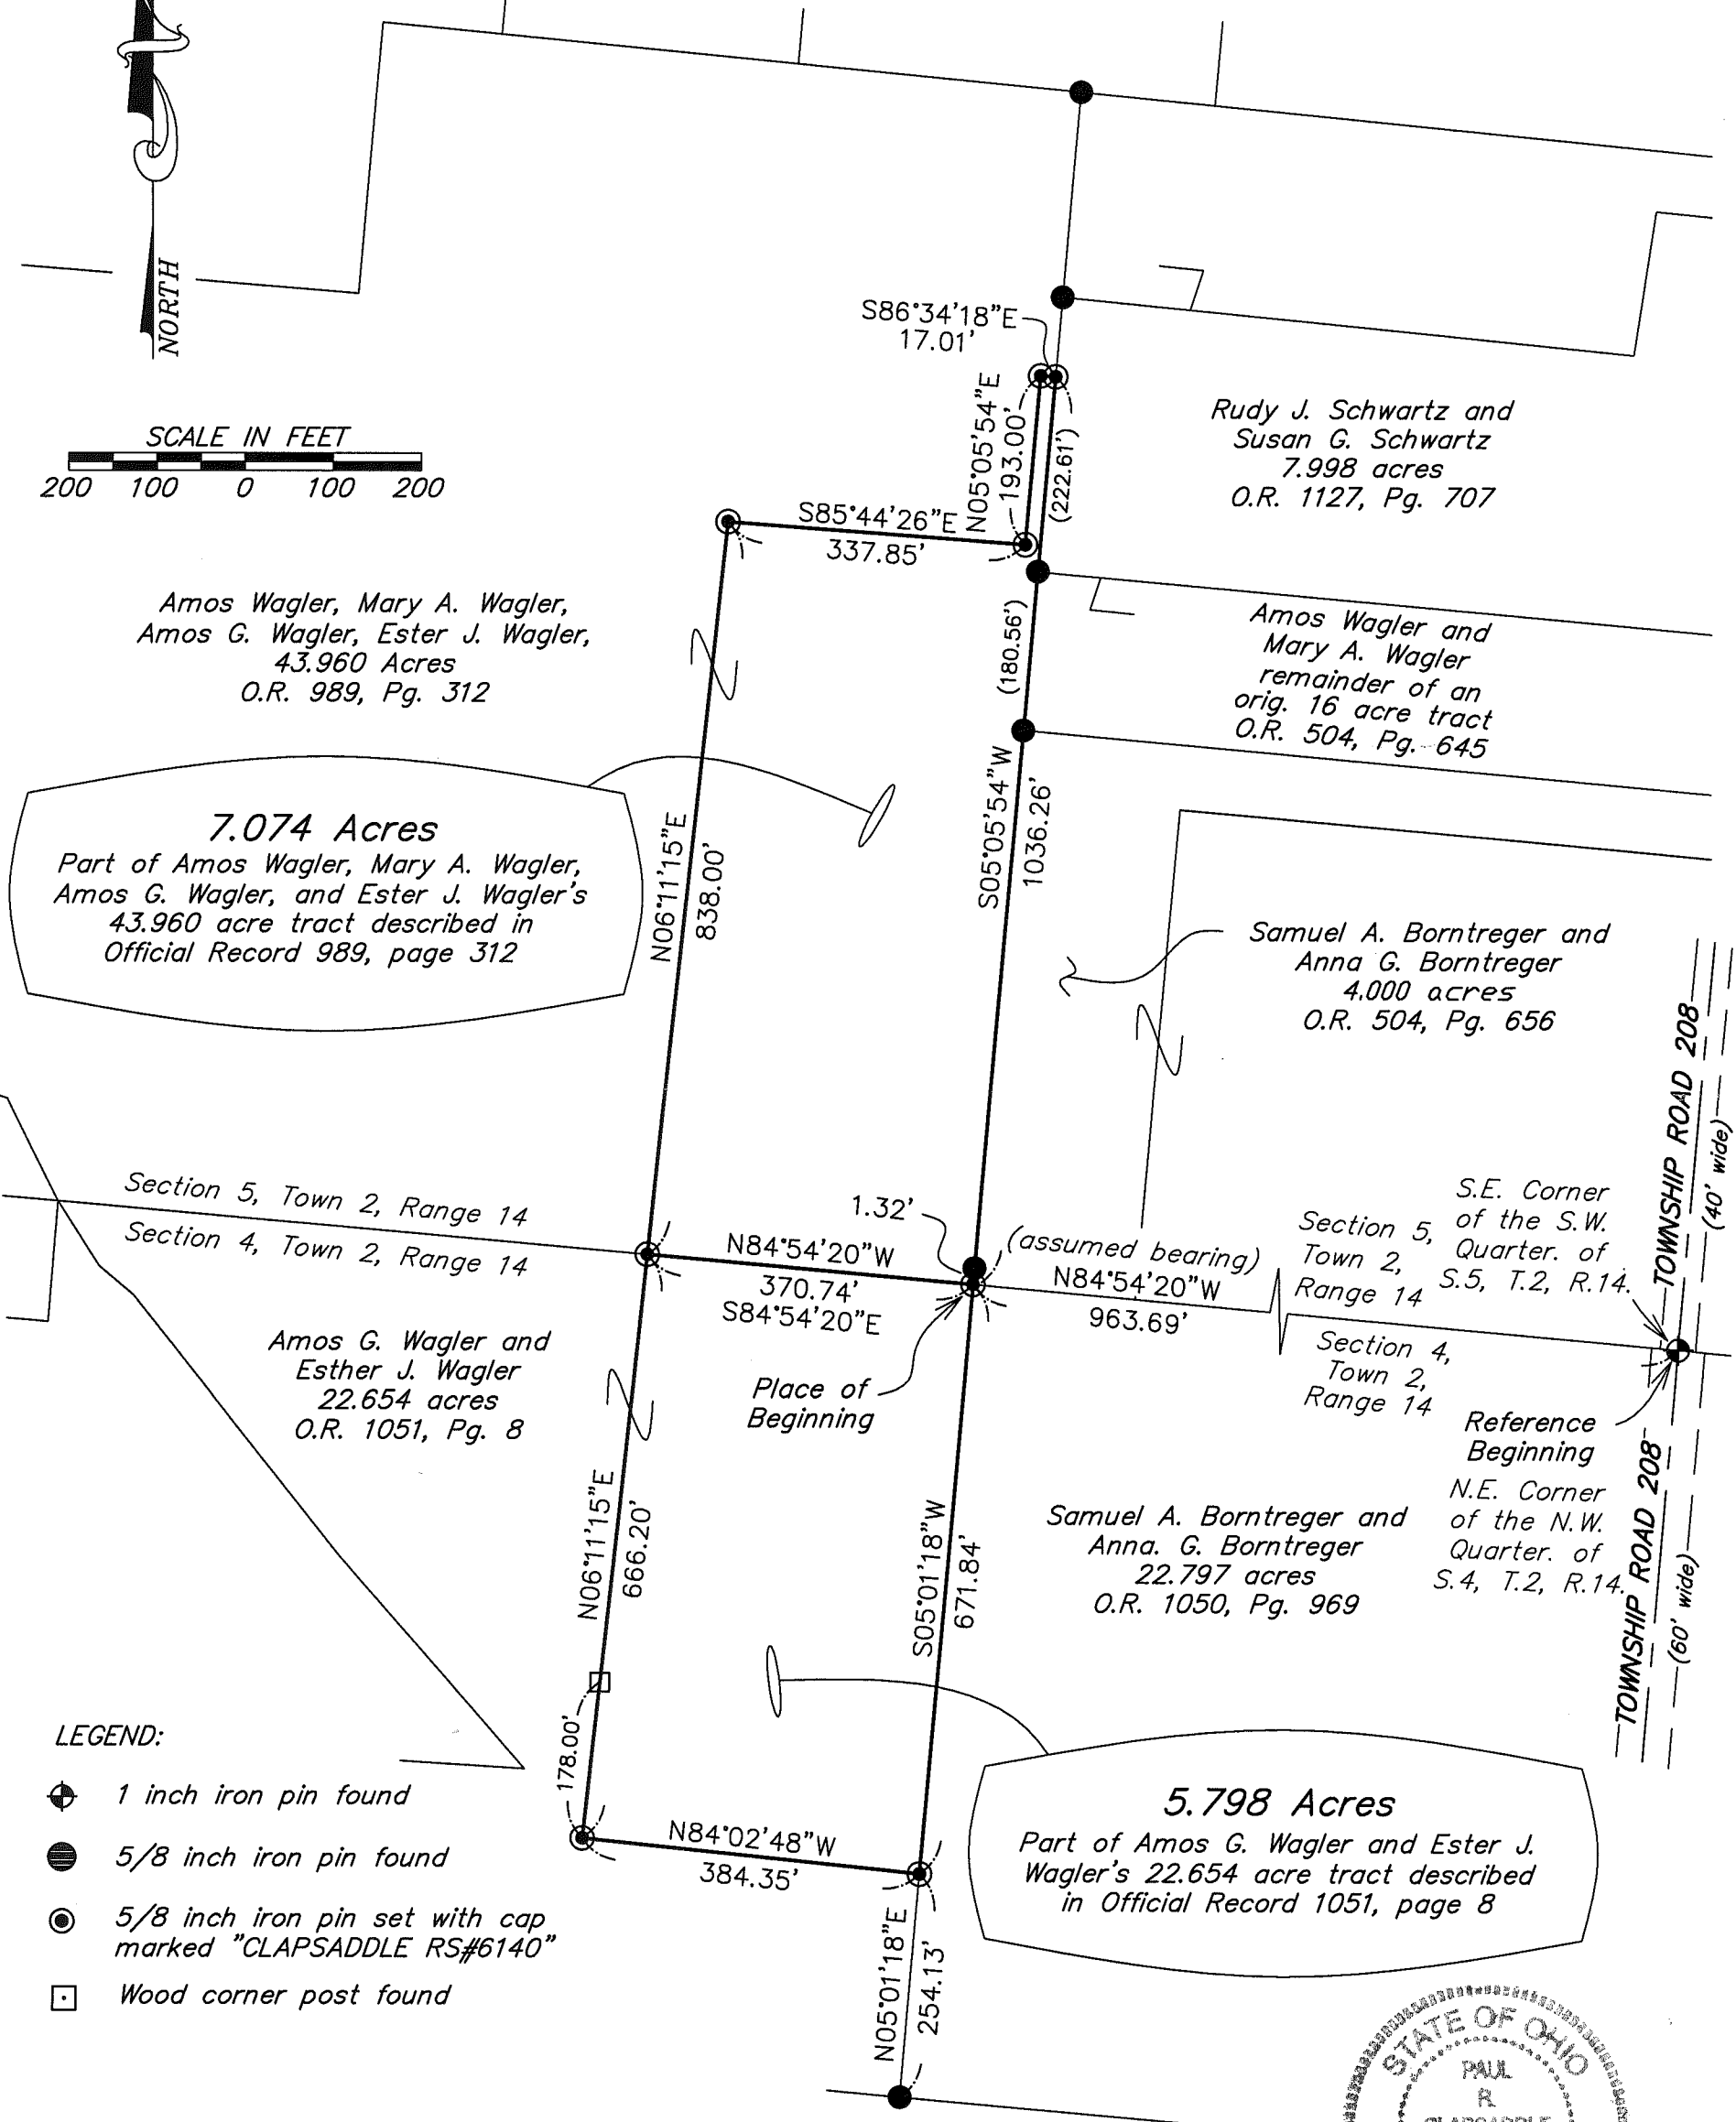 NORTH
SCALE IN FEET
200 100 0 100 200
S86°34'18"E
17.01'
N05°05'54"E
193.00'
(222.61')
Rudy J. Schwartz and
Susan G. Schwartz
7.998 acres
O.R. 1127, Pg. 707
S85°44'26"E
337.85'
Amos Wagler, Mary A. Wagler,
Amos G. Wagler, Ester J. Wagler,
43.960 Acres
O.R. 989, Pg. 312
(180.56')
Amos Wagler and
Mary A. Wagler
remainder of an
orig. 16 acre tract
O.R. 504, Pg. 645
7.074 Acres
Part of Amos Wagler, Mary A. Wagler,
Amos G. Wagler, and Ester J. Wagler's
43.960 acre tract described in
Official Record 989, page 312
N06°11'15"E
838.00'
S05°05'54"W
1036.26'
Samuel A. Borntreger and
Anna G. Borntreger
4.000 acres
O.R. 504, Pg. 656
TOWNSHIP ROAD 208
(40' wide)
Section 5, Town 2, Range 14
Section 4, Town 2, Range 14
1.32'
N84°54'20"W
370.74'
S84°54'20"E
(assumed bearing)
N84°54'20"W
963.69'
Section 5,
Town 2,
Range 14
S.E. Corner
of the S.W.
Quarter. of
S.5, T.2, R.14.
Section 4,
Town 2,
Range 14
Reference
Beginning
N.E. Corner
of the N.W.
Quarter. of
S.4, T.2, R.14.
TOWNSHIP ROAD 208
(60' wide)
Amos G. Wagler and
Esther J. Wagler
22.654 acres
O.R. 1051, Pg. 8
Place of
Beginning
N06°11'15"E
666.20'
S05°01'18"W
671.84'
Samuel A. Borntreger and
Anna. G. Borntreger
22.797 acres
O.R. 1050, Pg. 969
178.00'
N84°02'48"W
384.35'
5.798 Acres
Part of Amos G. Wagler and Ester J.
Wagler's 22.654 acre tract described
in Official Record 1051, page 8
N05°01'18"E
254.13'
LEGEND:
1 inch iron pin found
5/8 inch iron pin found
5/8 inch iron pin set with cap
marked "CLAPSADDLE RS#6140"
Wood corner post found
STATE OF OHIO
PAUL
R